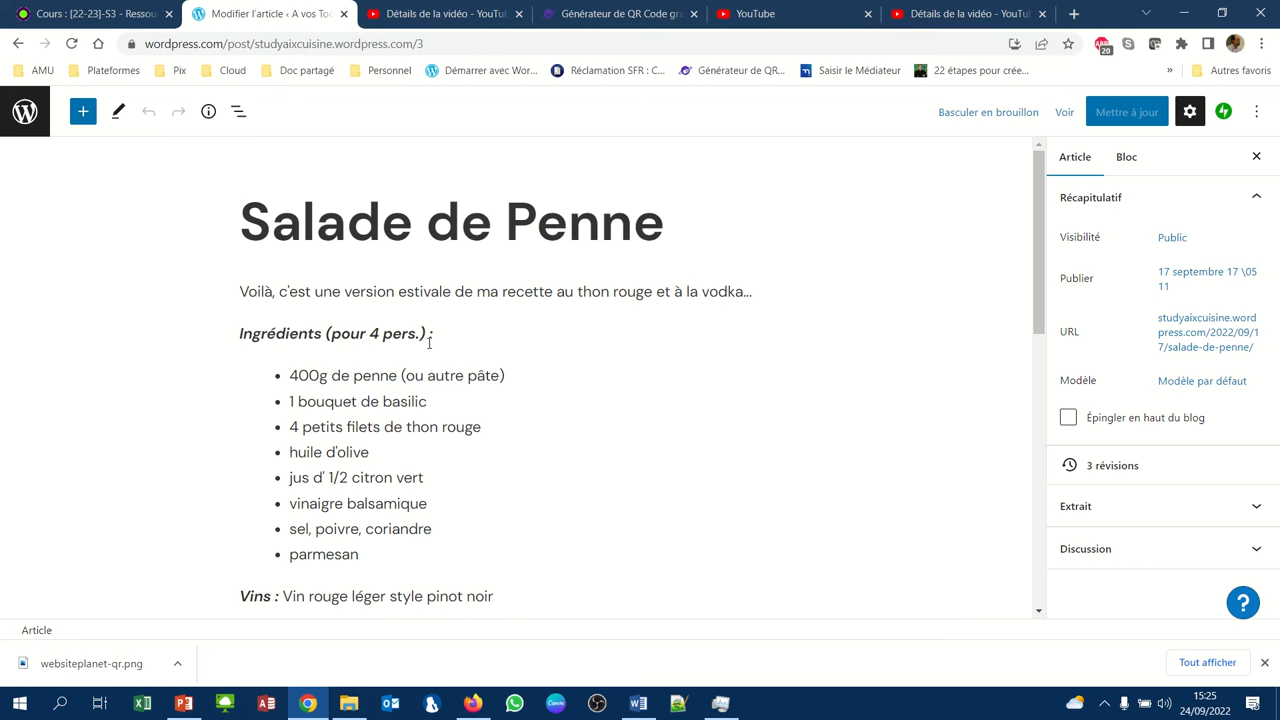 Cours : [22-23]-S3 - Ressou
Modifier l'article « A vos Toq
Détails de la vidéo - YouTube
Générateur de QR Code gra
YouTube
Détails de la vidéo - YouTub
wordpress.com/post/studyaixcuisine.wordpress.com/3
20
AMU
Plateformes
Pix
Cloud
Doc partagé
Personnel
Démarrer avec Wor...
Réclamation SFR : C...
Générateur de QR...
Saisir le Médiateur
22 étapes pour crée...
»
Autres favoris
Basculer en brouillon
Voir
Mettre à jour
Article
Bloc
Salade de Penne
Récapitulatif
Visibilité
Public
Publier
17 septembre 17 \05
11
URL
studyaixcuisine.word
press.com/2022/09/1
7/salade-de-penne/
Modèle
Modèle par défaut
Épingler en haut du blog
3 révisions
Extrait
Discussion
Voilà, c'est une version estivale de ma recette au thon rouge et à la vodka...
Ingrédients (pour 4 pers.) :
• 400g de penne (ou autre pâte)
• 1 bouquet de basilic
• 4 petits filets de thon rouge
• huile d'olive
• jus d' 1/2 citron vert
• vinaigre balsamique
• sel, poivre, coriandre
• parmesan
Vins : Vin rouge léger style pinot noir
?
Article
websiteplanet-qr.png
Tout afficher
15:25
24/09/2022